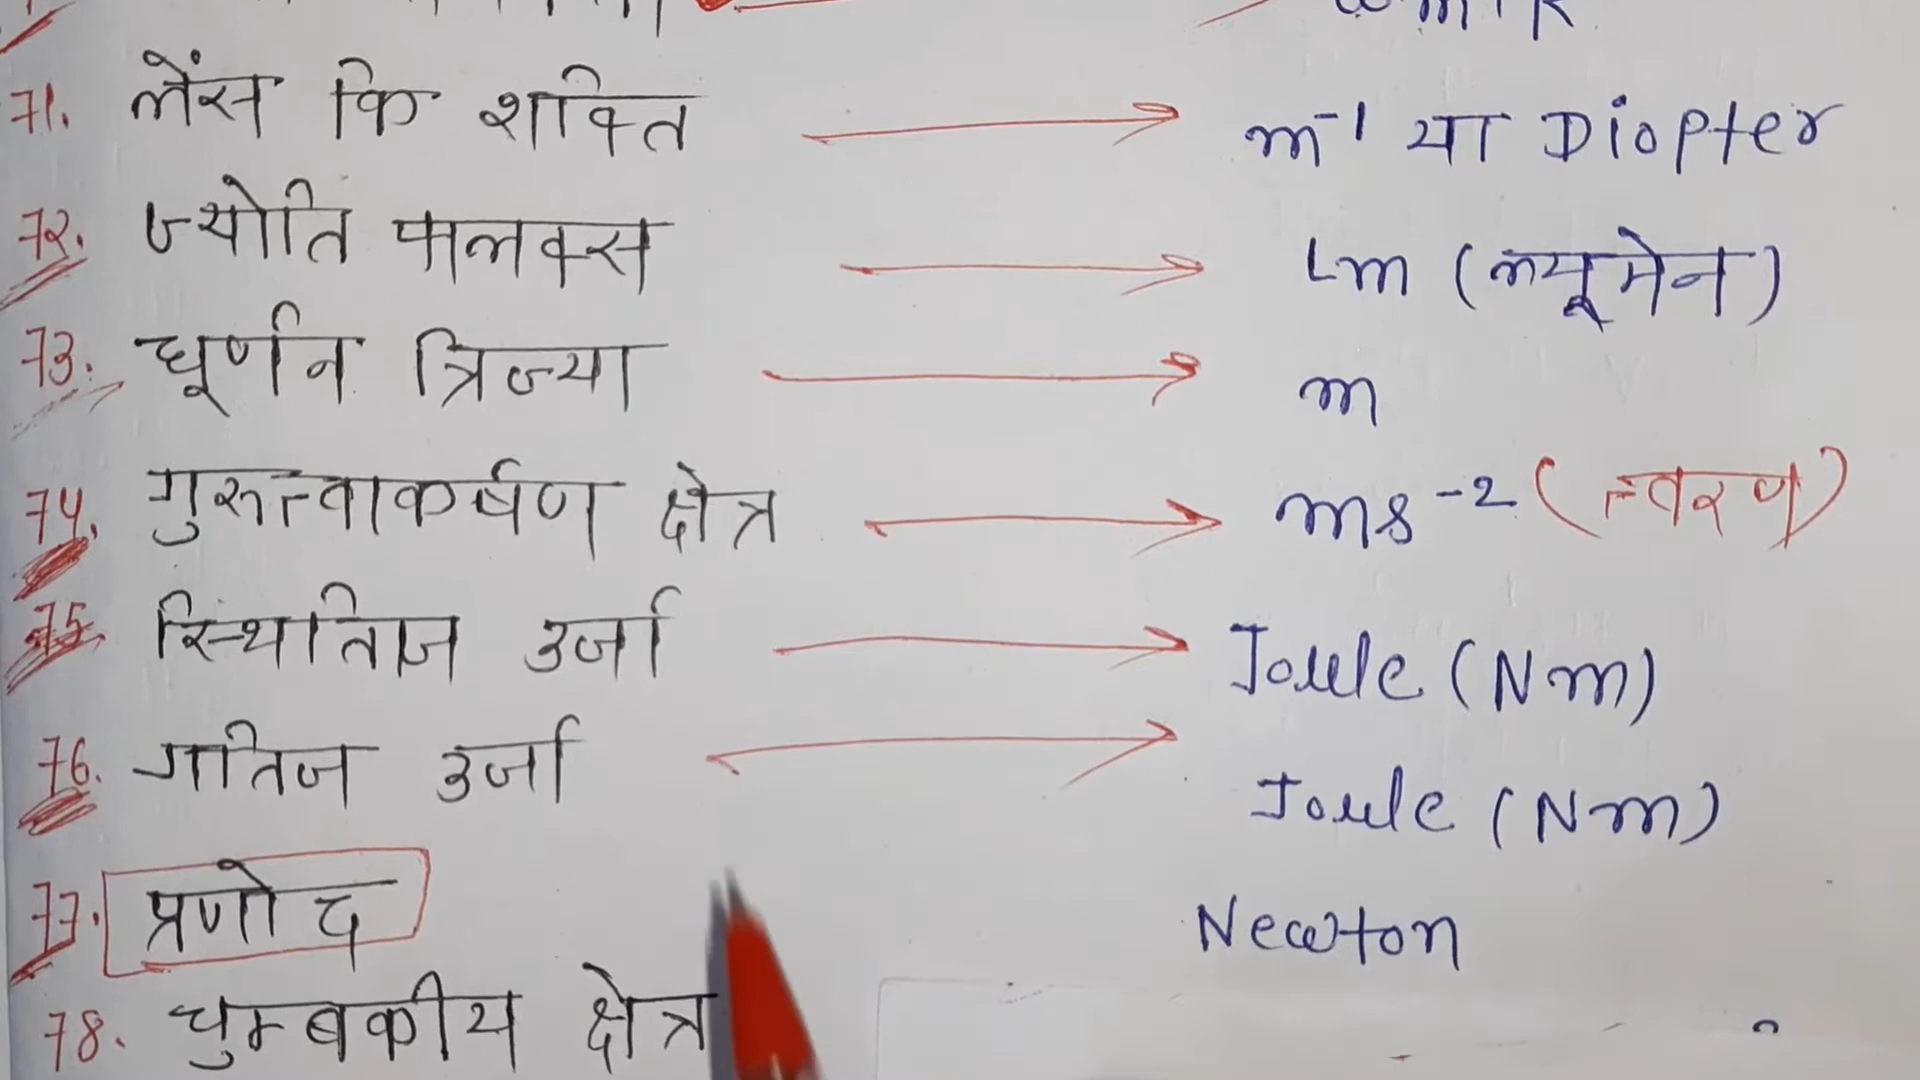 71. लेंस कि शक्ति m⁻¹ या Diopter
72. ज्योति फलक्स Lm (ल्यूमेन)
73. घूर्णन त्रिज्या m
74. गुरुत्वाकर्षण क्षेत्र ms⁻² (त्वरण)
75. स्थितिज उर्जा Joule (Nm)
76. गतिज उर्जा Joule (Nm)
77. प्रणोद Newton
78. चुम्बकीय क्षेत्र